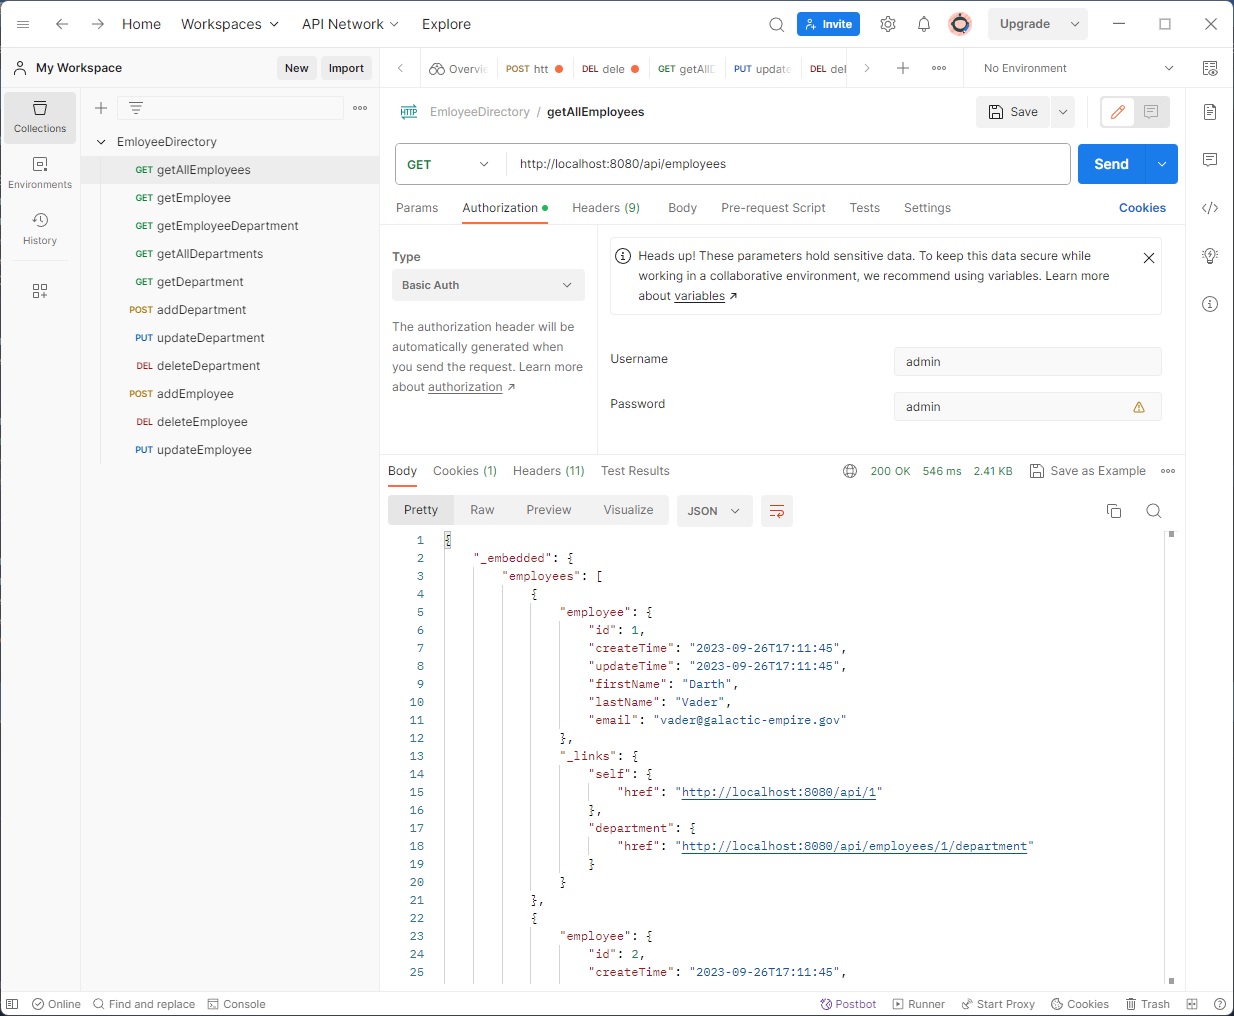 Home Workspaces API Network Explore Invite Upgrade
My Workspace New Import
Overvie POST htt DEL dele GET getAllD PUT update DEL del No Environment
Collections
Environments
History
EmloyeeDirectory
GET getAllEmployees
GET getEmployee
GET getEmployeeDepartment
GET getAllDepartments
GET getDepartment
POST addDepartment
PUT updateDepartment
DEL deleteDepartment
POST addEmployee
DEL deleteEmployee
PUT updateEmployee
HTTP EmloyeeDirectory / getAllEmployees Save
GET http://localhost:8080/api/employees Send
Params Authorization Headers (9) Body Pre-request Script Tests Settings Cookies
Type
Basic Auth
The authorization header will be
automatically generated when
you send the request. Learn more
about authorization ↗
Heads up! These parameters hold sensitive data. To keep this data secure while
working in a collaborative environment, we recommend using variables. Learn more
about variables ↗
Username admin
Password admin
Body Cookies (1) Headers (11) Test Results 200 OK 546 ms 2.41 KB Save as Example
Pretty Raw Preview Visualize JSON
1 {
2 "_embedded": {
3 "employees": [
4 {
5 "employee": {
6 "id": 1,
7 "createTime": "2023-09-26T17:11:45",
8 "updateTime": "2023-09-26T17:11:45",
9 "firstName": "Darth",
10 "lastName": "Vader",
11 "email": "vader@galactic-empire.gov"
12 },
13 "_links": {
14 "self": {
15 "href": "http://localhost:8080/api/1"
16 },
17 "department": {
18 "href": "http://localhost:8080/api/employees/1/department"
19 }
20 }
21 },
22 {
23 "employee": {
24 "id": 2,
25 "createTime": "2023-09-26T17:11:45",
Online Find and replace Console Postbot Runner Start Proxy Cookies Trash